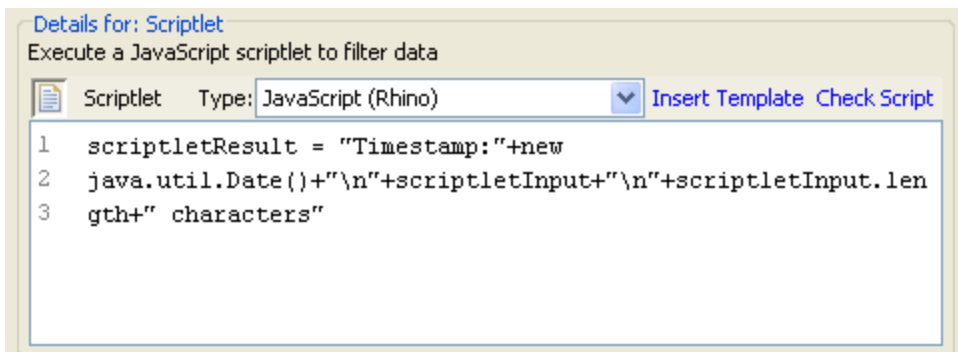 Details for: Scriptlet
Execute a JavaScript scriptlet to filter data
Scriptlet Type: JavaScript (Rhino) Insert Template Check Script
1 scriptletResult = "Timestamp:"+new
2 java.util.Date()+"\n"+scriptletInput+"\n"+scriptletInput.len
3 gth+" characters"